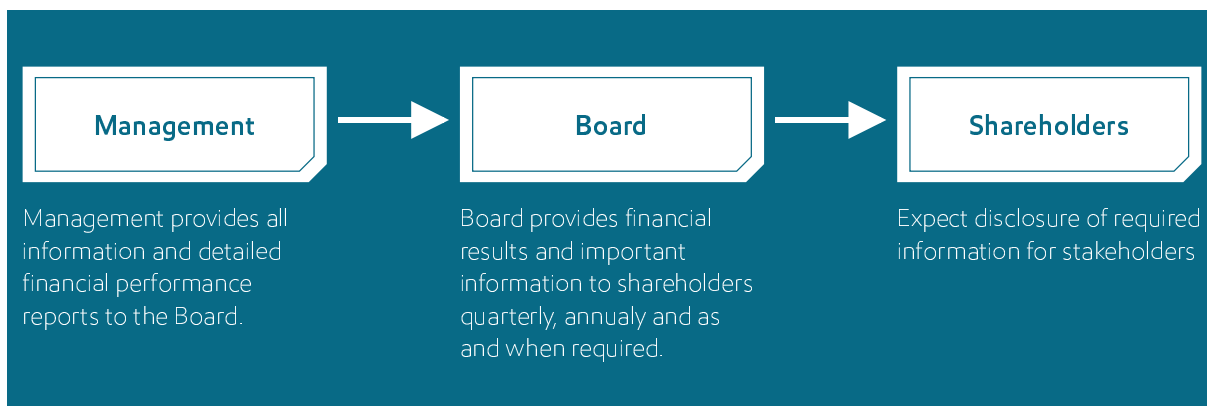 Management
Management provides all
information and detailed
financial performance
reports to the Board.
Board
Board provides financial
results and important
information to shareholders
quarterly, annualy and as
and when required.
Shareholders
Expect disclosure of required
information for stakeholders